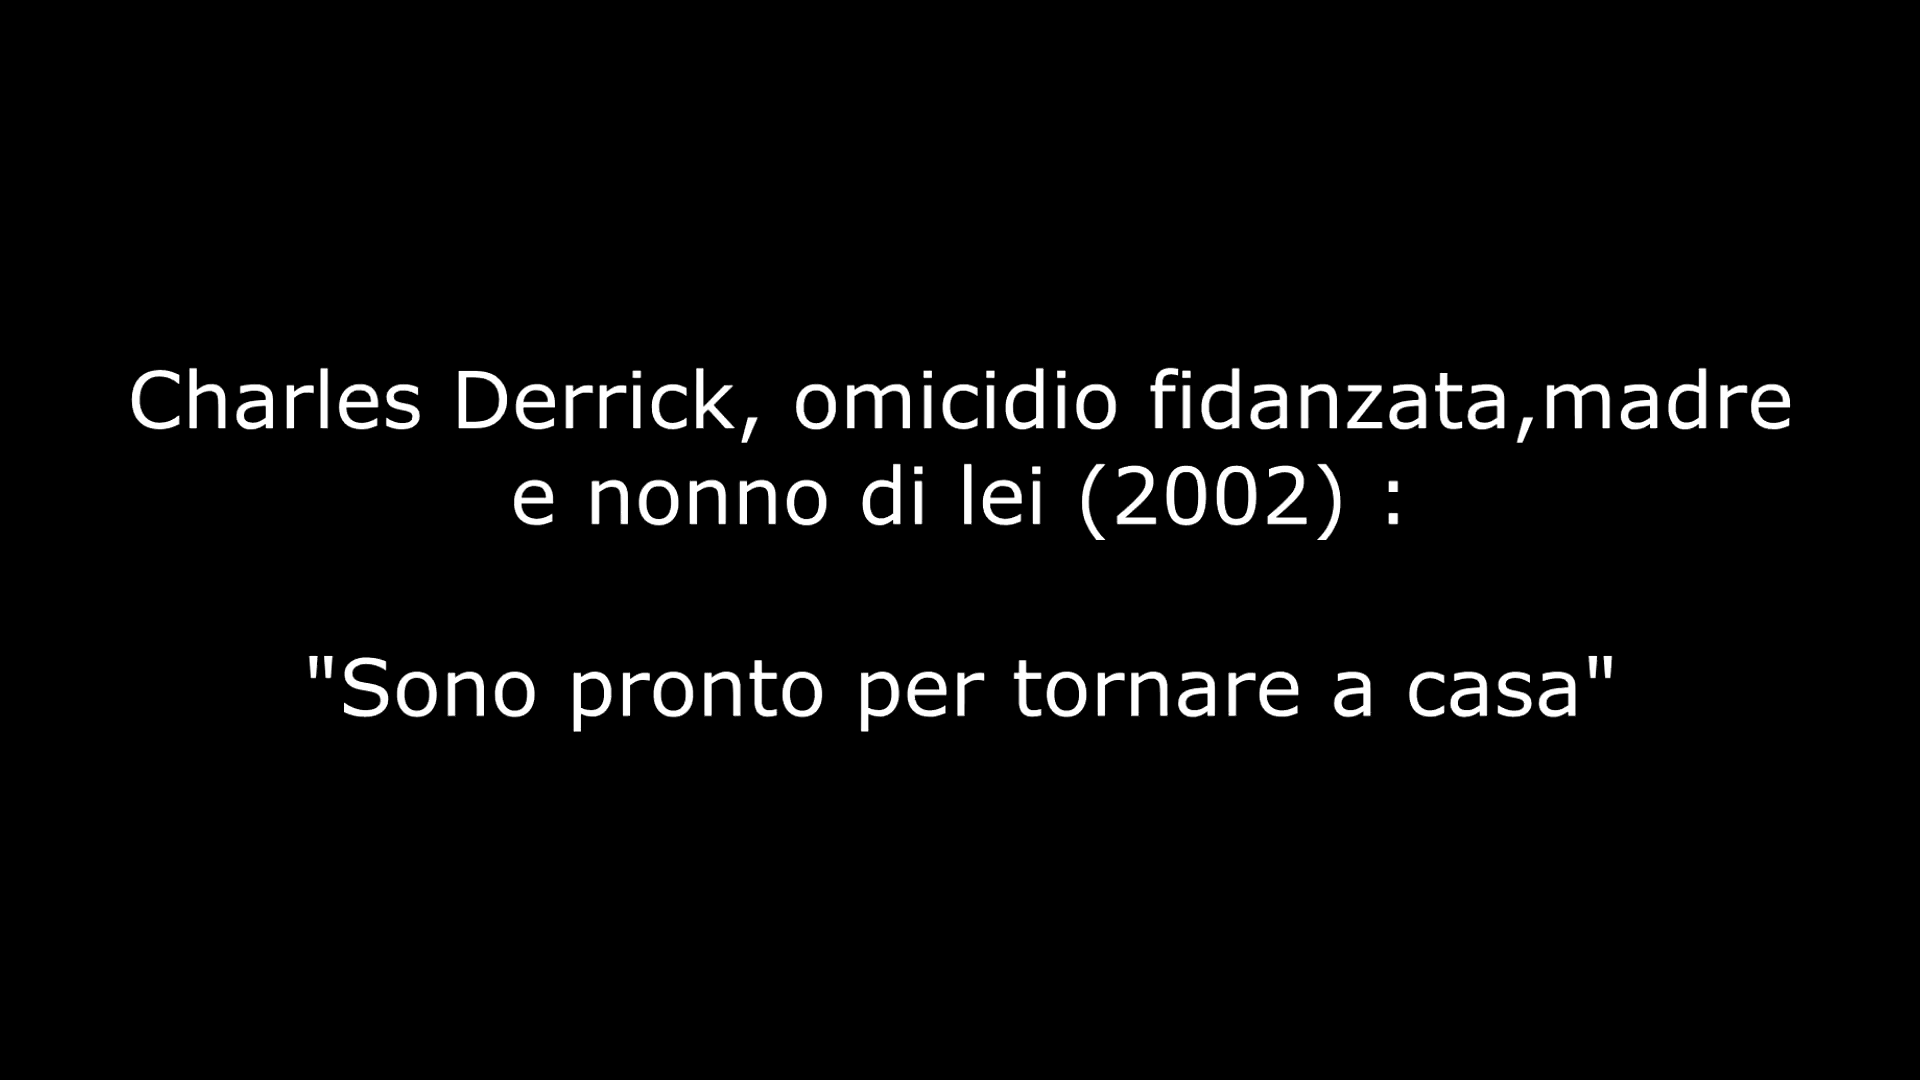 Charles Derrick, omicidio fidanzata,madre
e nonno di lei (2002) :
"Sono pronto per tornare a casa"